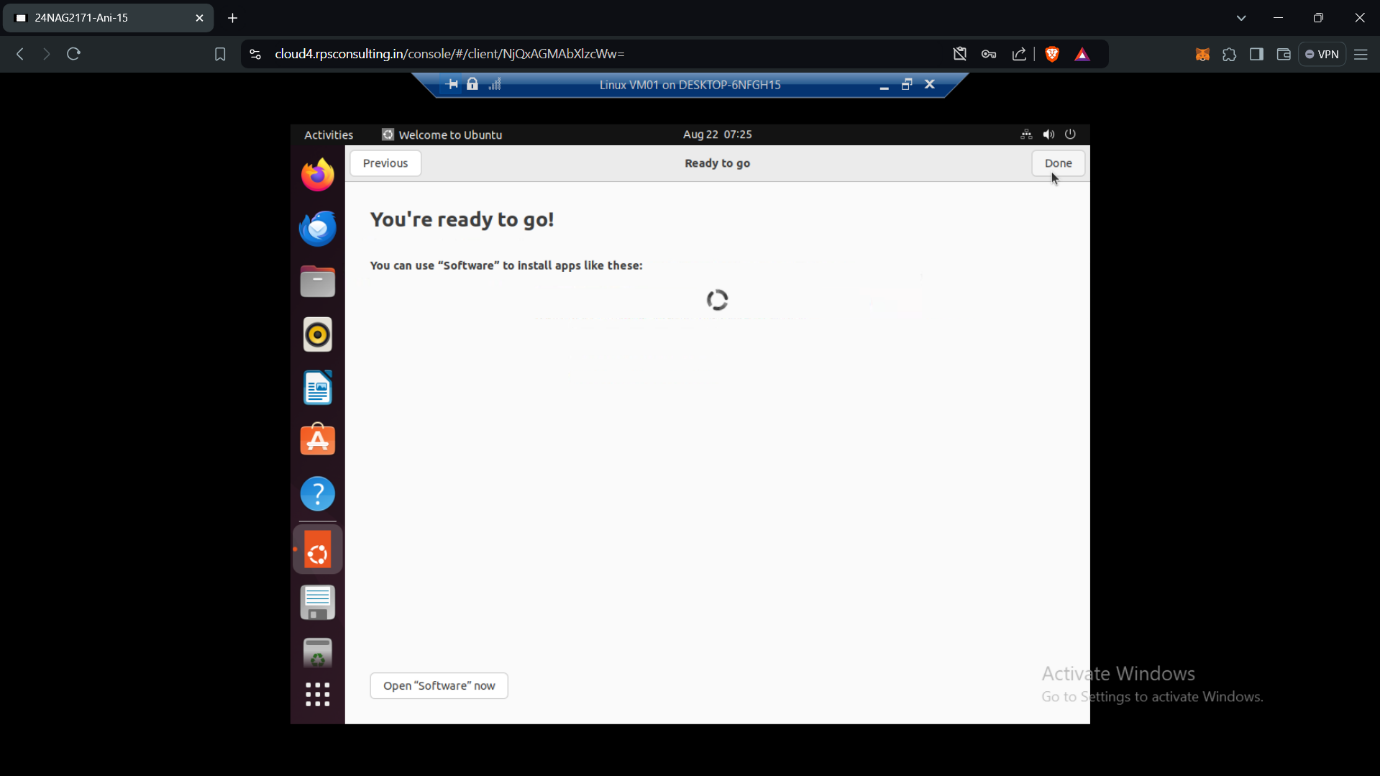 24NAG2171-Ani-15
cloud4.rpsconsulting.in/console/#/client/NjQxAGMAbXlzcWw=
VPN
Linux VM01 on DESKTOP-6NFGH15
Activities Welcome to Ubuntu Aug 22 07:25
Previous Ready to go Done
You're ready to go!
You can use “Software” to install apps like these:
Open “Software” now
Activate Windows
Go to Settings to activate Windows.